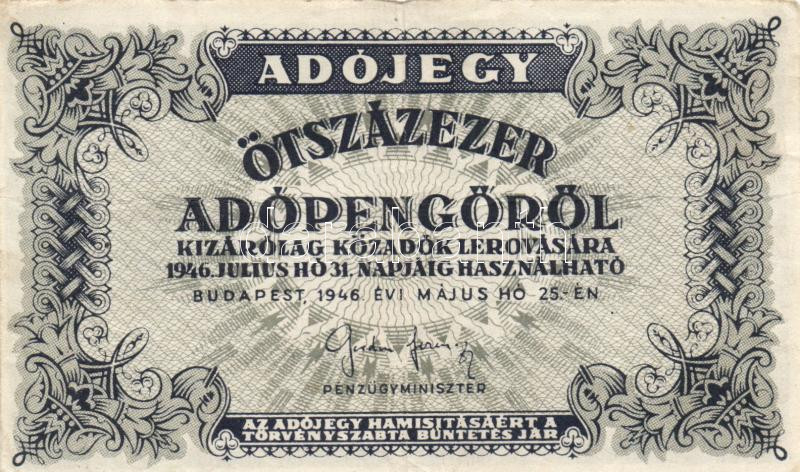 ADÓJEGY
ÖTSZÁZEZER
ADÓPENGŐRŐL
KIZÁRÓLAG KÖZADÓK LEROVÁSÁRA
1946. JULIUS HÓ 31. NAPJÁIG HASZNÁLHATÓ
BUDAPEST, 1946. ÉVI MÁJUS HÓ 25.-ÉN
PÉNZÜGYMINISZTER
AZ ADÓJEGY HAMISITÁSÁÉRT A
TÖRVÉNYSZABTA BÜNTETÉS JÁR